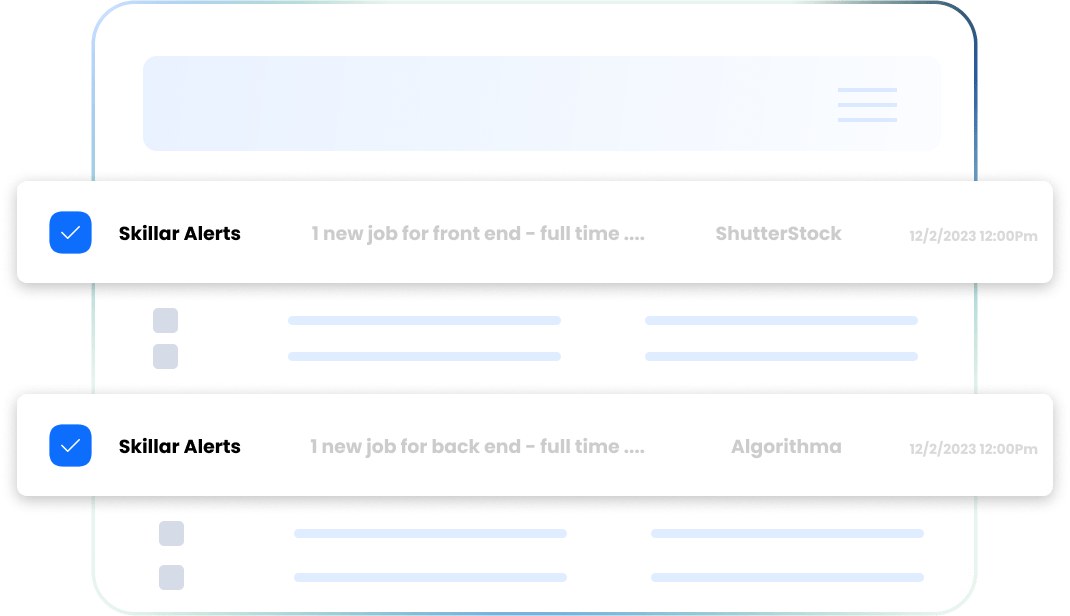 Skillar Alerts 1 new job for front end - full time .... ShutterStock 12/2/2023 12:00Pm
Skillar Alerts 1 new job for back end - full time .... Algorithma 12/2/2023 12:00Pm